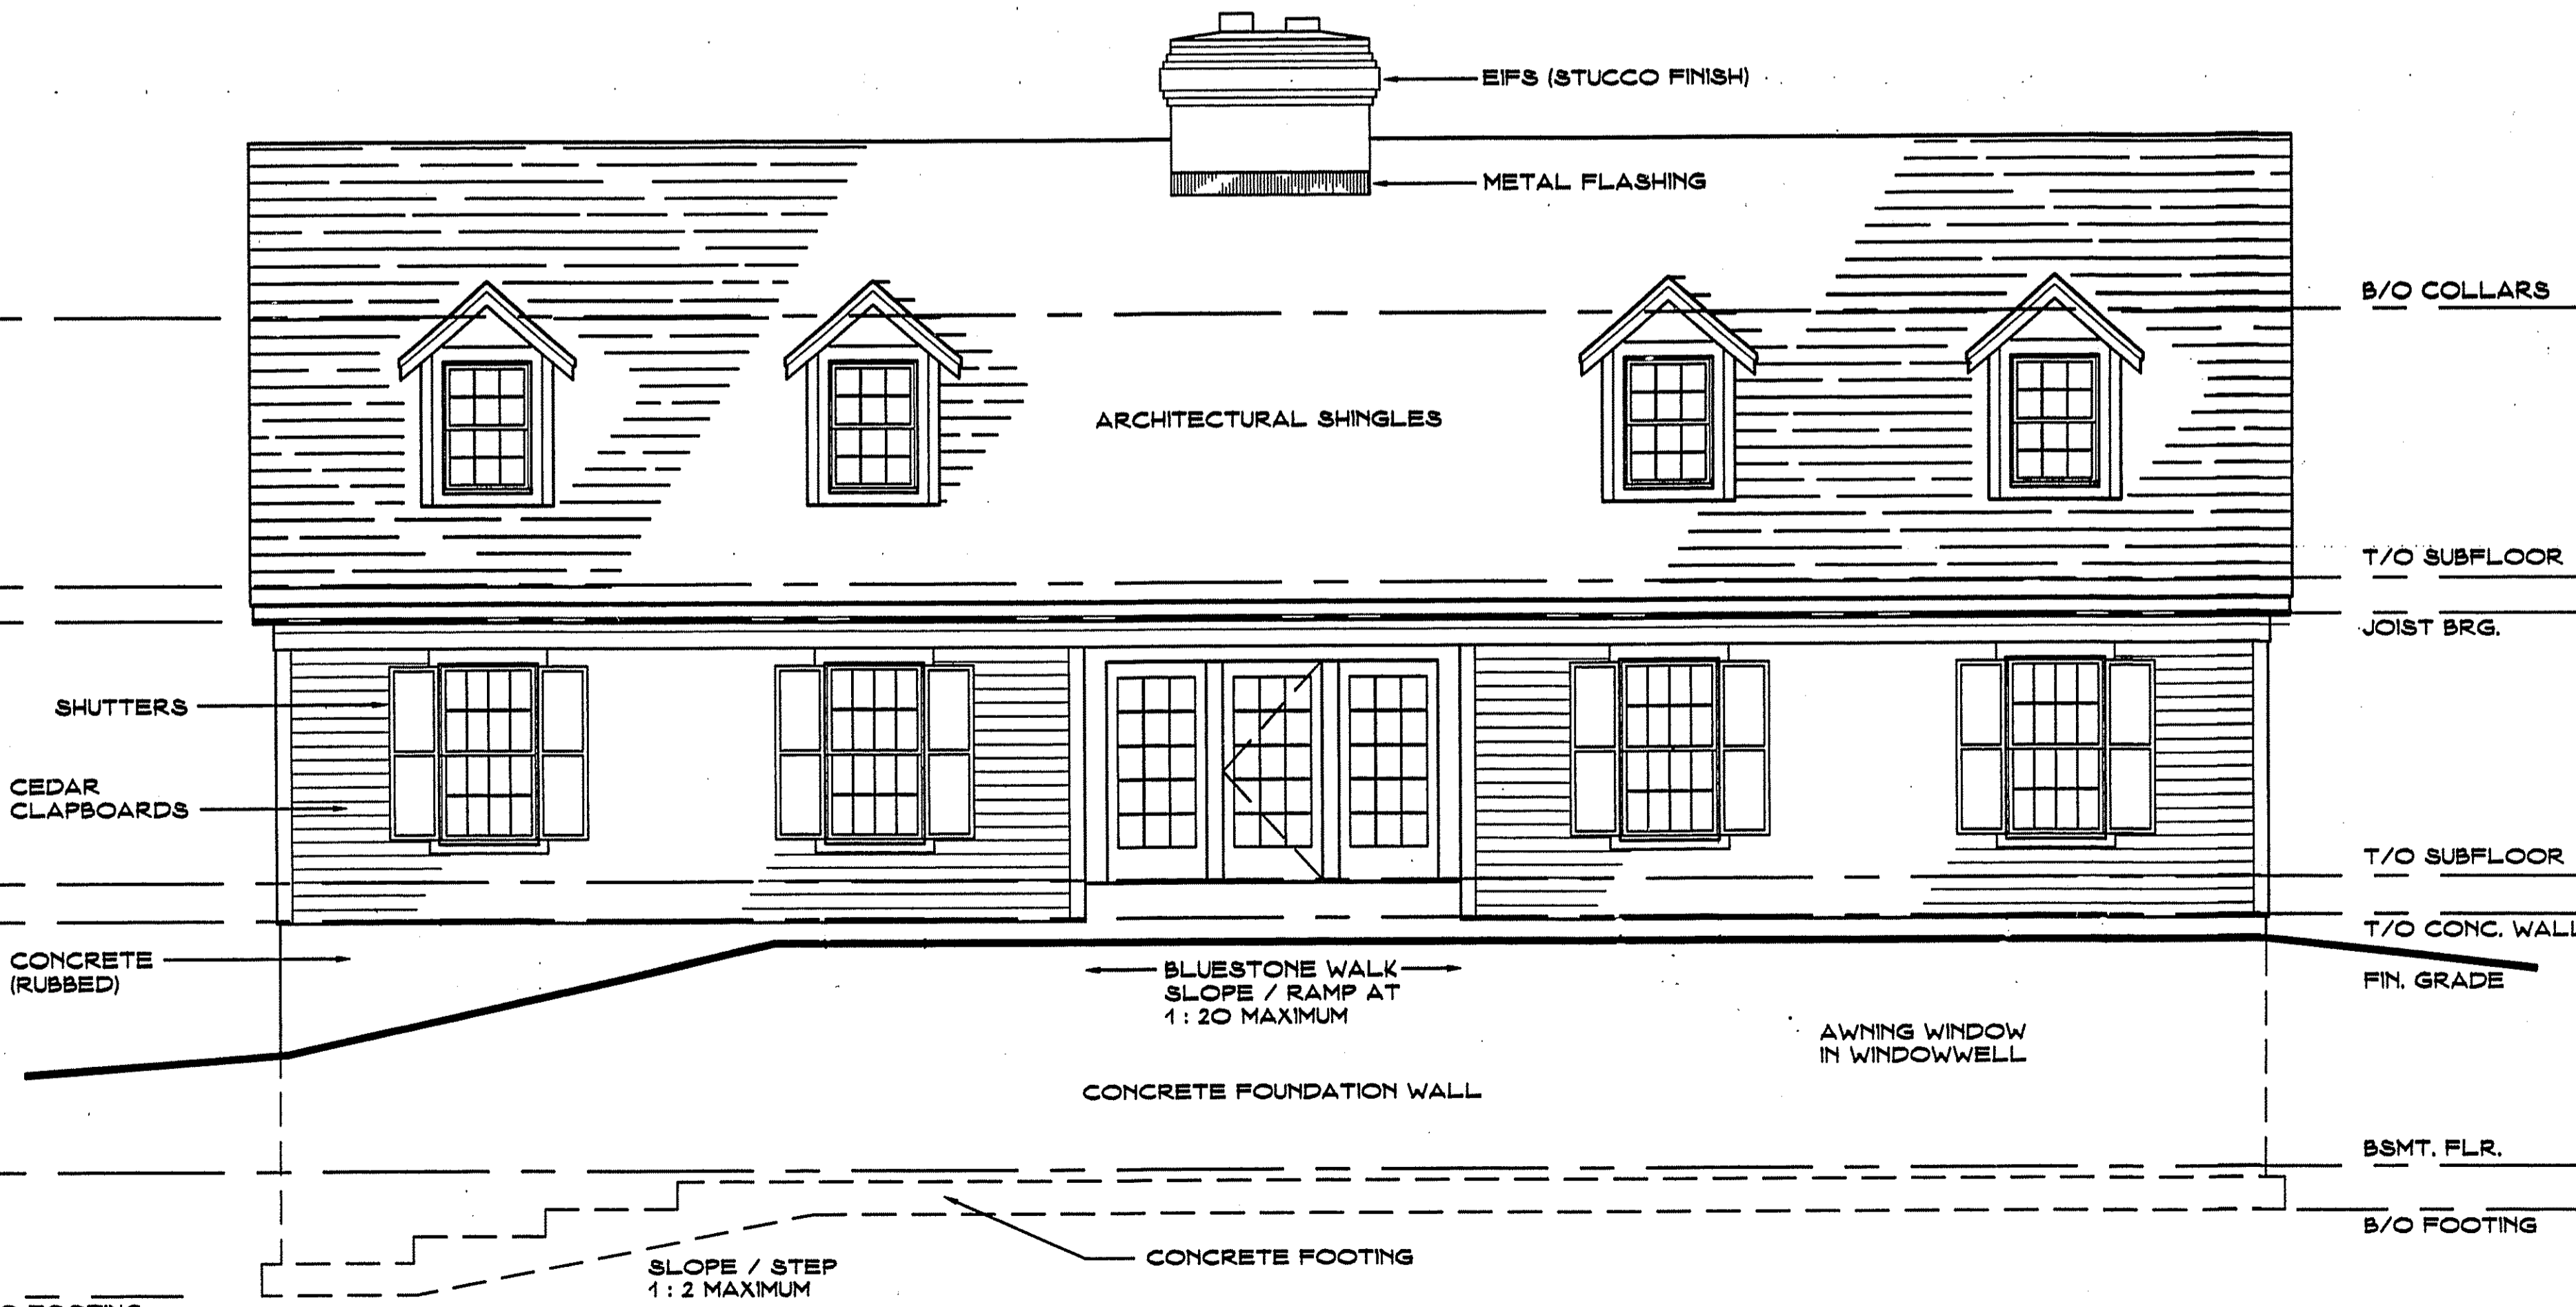 EIFS (STUCCO FINISH)
METAL FLASHING
B/O COLLARS
ARCHITECTURAL SHINGLES
T/O SUBFLOOR
JOIST BRG.
SHUTTERS
CEDAR
CLAPBOARDS
T/O SUBFLOOR
T/O CONC. WALL
CONCRETE
(RUBBED)
BLUESTONE WALK
SLOPE / RAMP AT
1 : 20 MAXIMUM
FIN. GRADE
AWNING WINDOW
IN WINDOWWELL
CONCRETE FOUNDATION WALL
BSMT. FLR.
B/O FOOTING
CONCRETE FOOTING
SLOPE / STEP
1 : 2 MAXIMUM